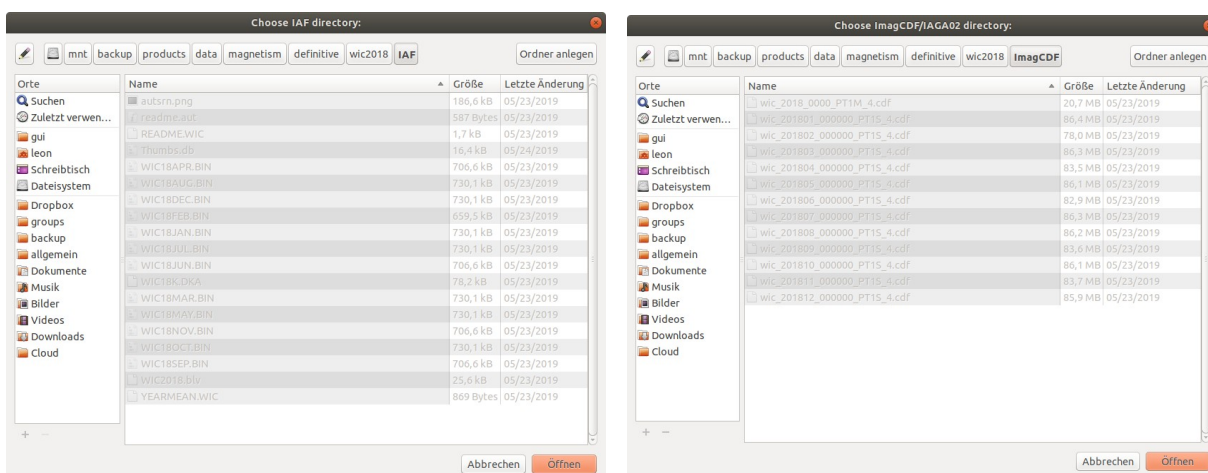 Choose IAF directory:
mnt backup products data magnetism definitive wic2018 IAF Ordner anlegen
Orte
Suchen
Zuletzt verwen...
gui
leon
Schreibtisch
Dateisystem
Dropbox
groups
backup
allgemein
Dokumente
Musik
Bilder
Videos
Downloads
Cloud
Name Größe Letzte Änderung
autsrn.png 186,6 kB 05/23/2019
readme.aut 587 Bytes 05/23/2019
README.WIC 1,7 kB 05/23/2019
Thumbs.db 16,4 kB 05/24/2019
WIC18APR.BIN 706,6 kB 05/23/2019
WIC18AUG.BIN 730,1 kB 05/23/2019
WIC18DEC.BIN 730,1 kB 05/23/2019
WIC18FEB.BIN 659,5 kB 05/23/2019
WIC18JAN.BIN 730,1 kB 05/23/2019
WIC18JUL.BIN 730,1 kB 05/23/2019
WIC18JUN.BIN 706,6 kB 05/23/2019
WIC18K.DKA 78,2 kB 05/23/2019
WIC18MAR.BIN 730,1 kB 05/23/2019
WIC18MAY.BIN 730,1 kB 05/23/2019
WIC18NOV.BIN 706,6 kB 05/23/2019
WIC18OCT.BIN 730,1 kB 05/23/2019
WIC18SEP.BIN 706,6 kB 05/23/2019
WIC2018.blv 25,6 kB 05/23/2019
YEARMEAN.WIC 869 Bytes 05/23/2019
Abbrechen Öffnen
Choose ImagCDF/IAGA02 directory:
mnt backup products data magnetism definitive wic2018 ImagCDF Ordner anlegen
Orte
Suchen
Zuletzt verwen...
gui
leon
Schreibtisch
Dateisystem
Dropbox
groups
backup
allgemein
Dokumente
Musik
Bilder
Videos
Downloads
Cloud
Name Größe Letzte Änderung
wic_2018_0000_PT1M_4.cdf 20,7 MB 05/23/2019
wic_201801_000000_PT1S_4.cdf 86,4 MB 05/23/2019
wic_201802_000000_PT1S_4.cdf 78,0 MB 05/23/2019
wic_201803_000000_PT1S_4.cdf 86,3 MB 05/23/2019
wic_201804_000000_PT1S_4.cdf 83,5 MB 05/23/2019
wic_201805_000000_PT1S_4.cdf 86,1 MB 05/23/2019
wic_201806_000000_PT1S_4.cdf 82,9 MB 05/23/2019
wic_201807_000000_PT1S_4.cdf 86,3 MB 05/23/2019
wic_201808_000000_PT1S_4.cdf 86,2 MB 05/23/2019
wic_201809_000000_PT1S_4.cdf 83,6 MB 05/23/2019
wic_201810_000000_PT1S_4.cdf 86,1 MB 05/23/2019
wic_201811_000000_PT1S_4.cdf 83,7 MB 05/23/2019
wic_201812_000000_PT1S_4.cdf 85,9 MB 05/23/2019
Abbrechen Öffnen